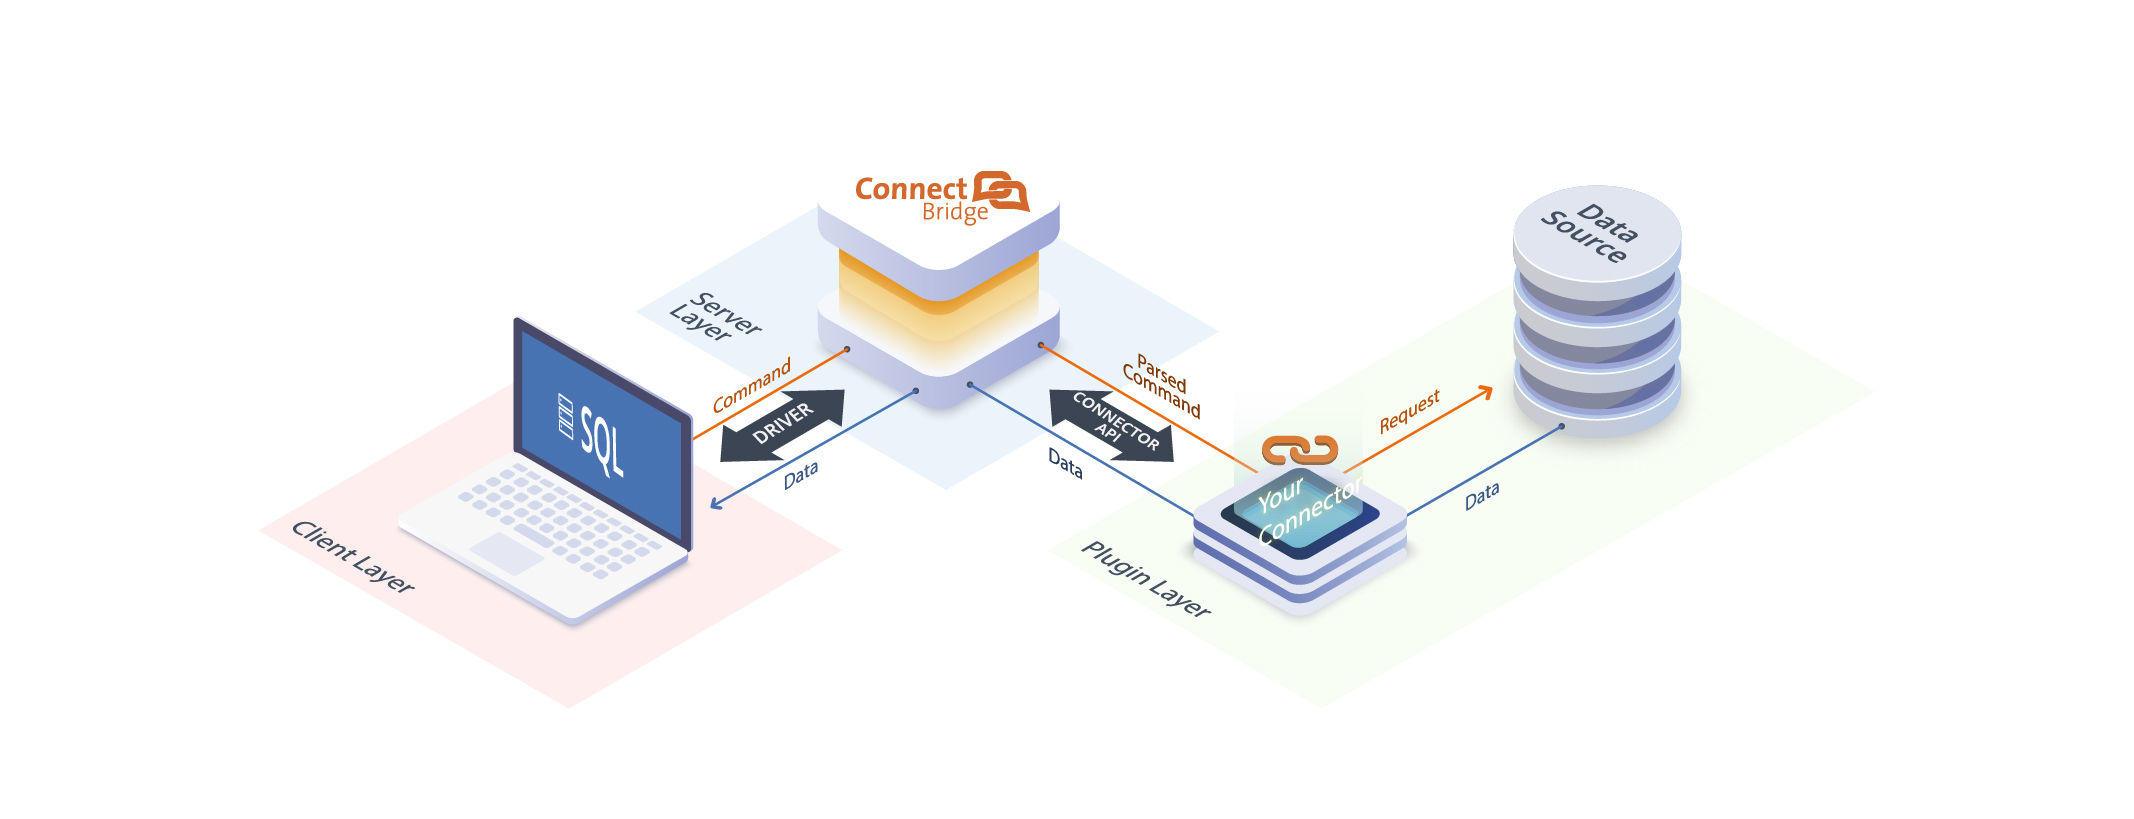 Connect
Bridge
Data
Source
Server
Layer
Command
DRIVER
Data
Parsed
Command
CONNECTOR
API
Data
Request
Data
SQL
Your
Connector
Client Layer
Plugin Layer